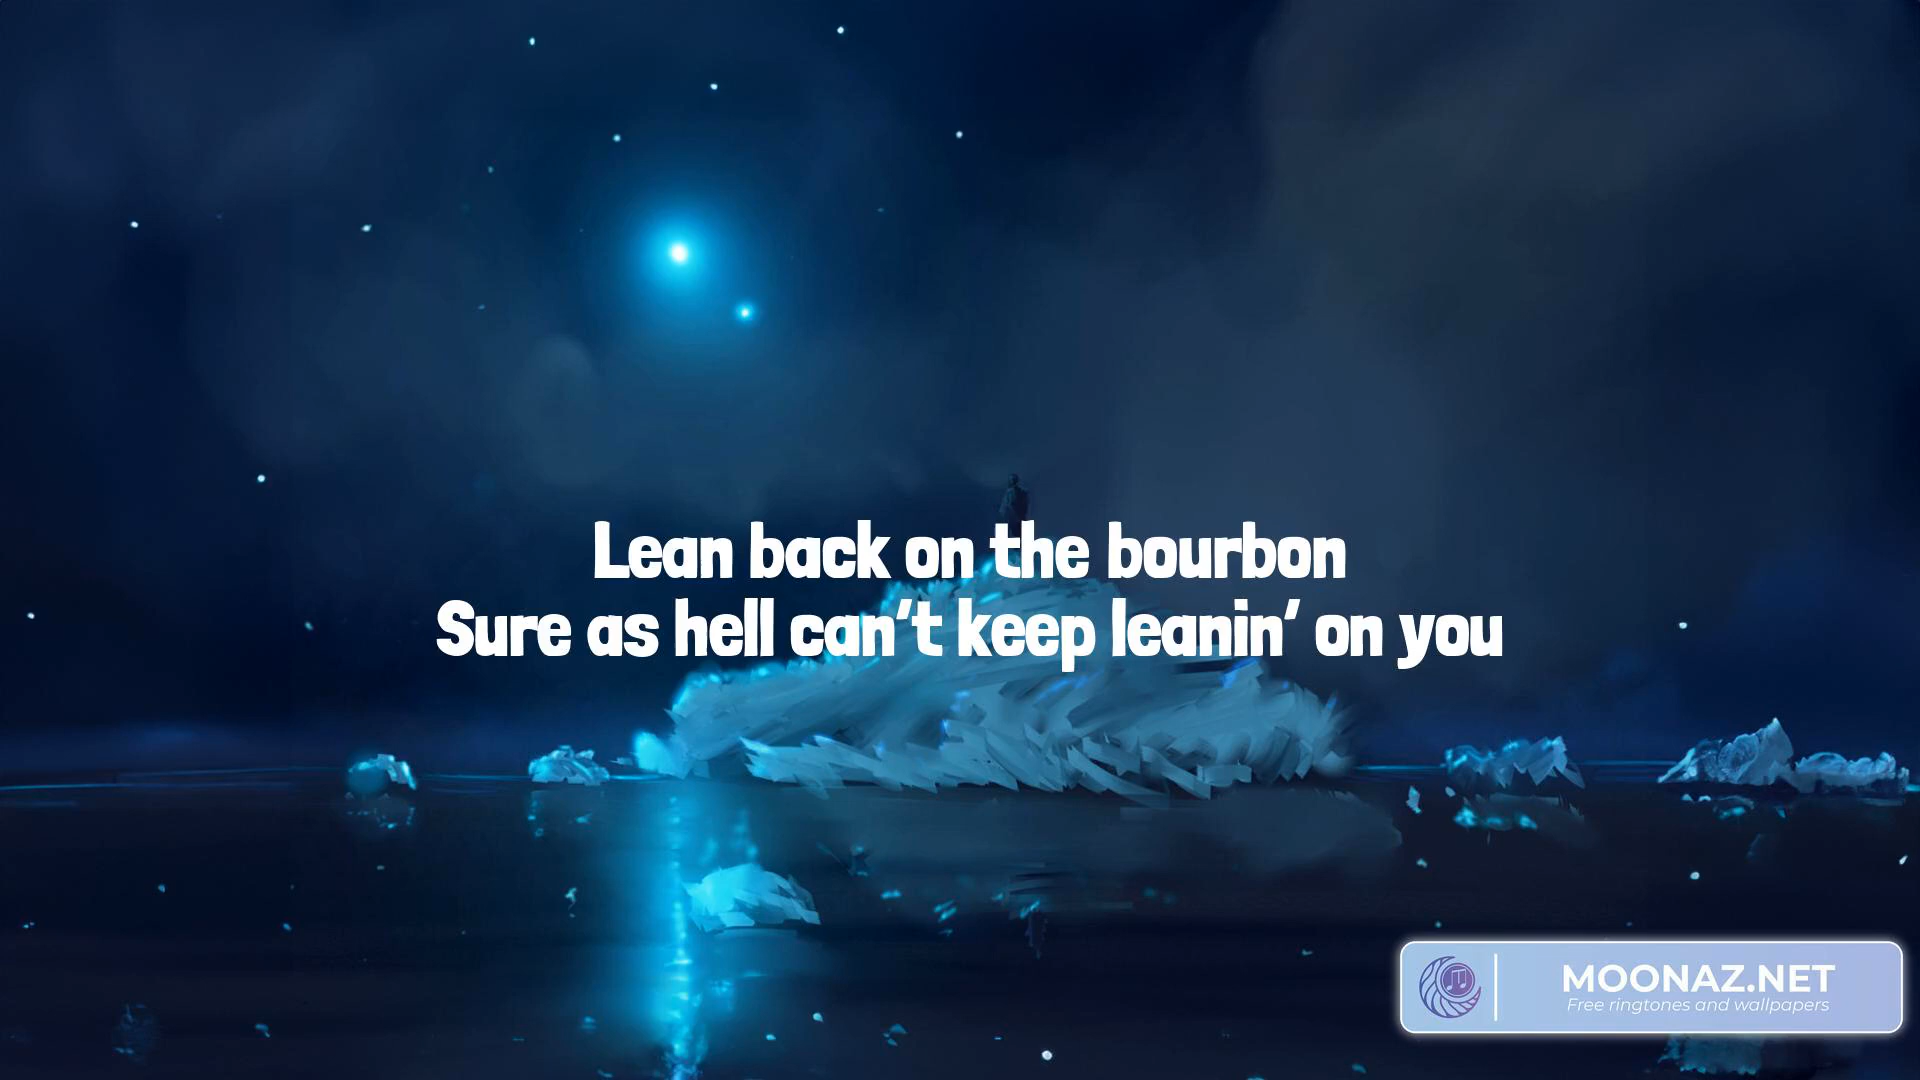 Lean back on the bourbon
Sure as hell can’t keep leanin’ on you
MOONAZ.NET
Free ringtones and wallpapers